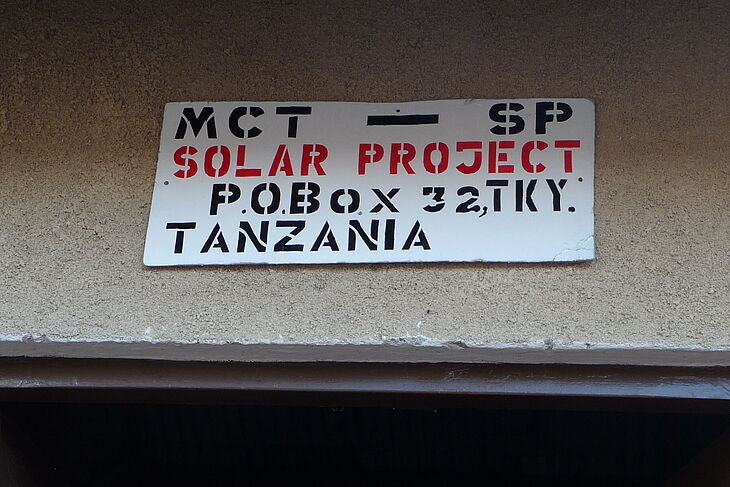 MCT — SP
SOLAR PROJECT
P.O.Box 32,TKY.
TANZANIA